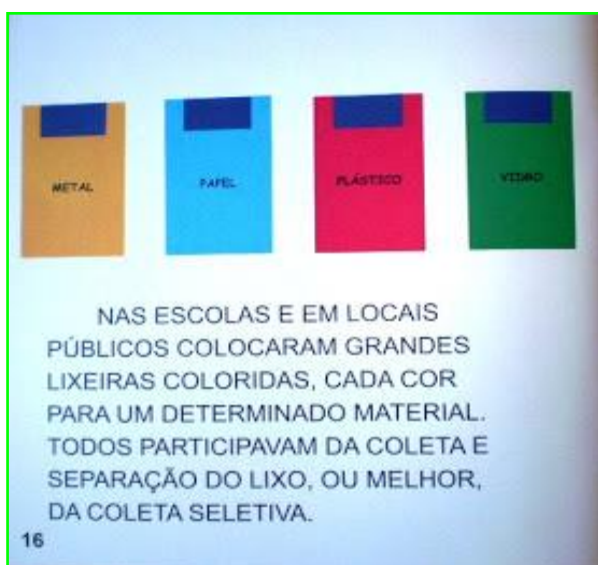 METAL
PAPEL
PLÁSTICO
VIDRO
NAS ESCOLAS E EM LOCAIS
PÚBLICOS COLOCARAM GRANDES
LIXEIRAS COLORIDAS, CADA COR
PARA UM DETERMINADO MATERIAL.
TODOS PARTICIPAVAM DA COLETA E
SEPARAÇÃO DO LIXO, OU MELHOR,
DA COLETA SELETIVA.
16